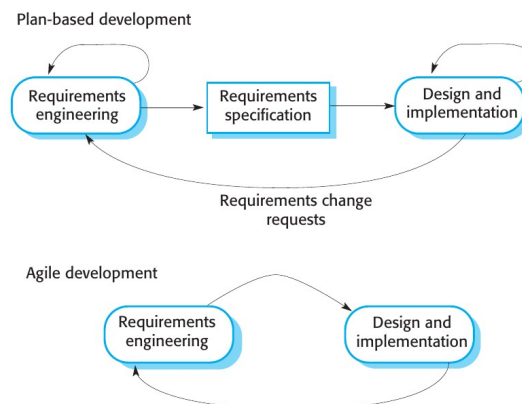 Plan-based development
Requirements
engineering
Requirements
specification
Design and
implementation
Requirements change
requests
Agile development
Requirements
engineering
Design and
implementation